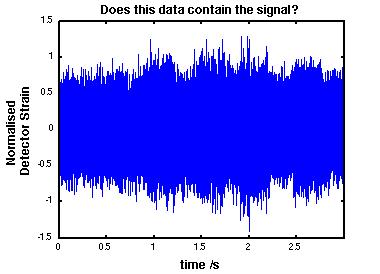 Does this data contain the signal?
1.5
1
0.5
0
-0.5
-1
-1.5
Normalised
Detector Strain
0 0.5 1 1.5 2 2.5
time /s